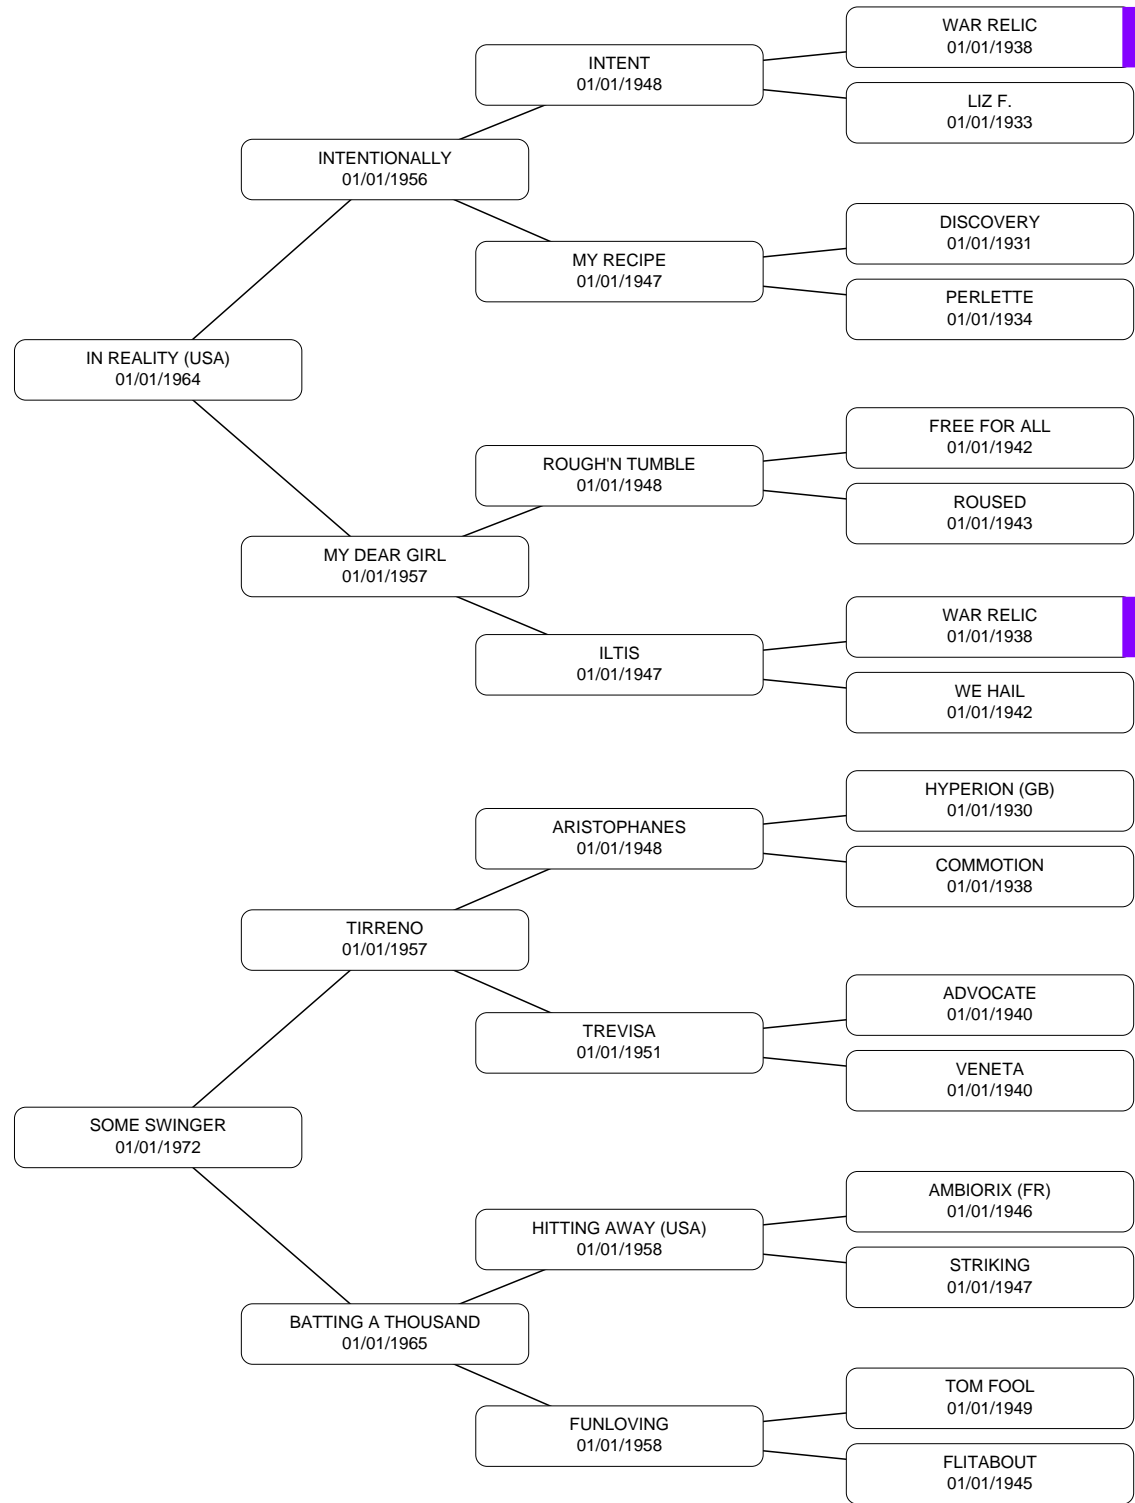 WAR RELIC
01/01/1938
INTENT
01/01/1948
LIZ F.
01/01/1933
INTENTIONALLY
01/01/1956
DISCOVERY
01/01/1931
MY RECIPE
01/01/1947
PERLETTE
01/01/1934
IN REALITY (USA)
01/01/1964
FREE FOR ALL
01/01/1942
ROUGH'N TUMBLE
01/01/1948
ROUSED
01/01/1943
MY DEAR GIRL
01/01/1957
WAR RELIC
01/01/1938
ILTIS
01/01/1947
WE HAIL
01/01/1942
HYPERION (GB)
01/01/1930
ARISTOPHANES
01/01/1948
COMMOTION
01/01/1938
TIRRENO
01/01/1957
ADVOCATE
01/01/1940
TREVISA
01/01/1951
VENETA
01/01/1940
SOME SWINGER
01/01/1972
AMBIORIX (FR)
01/01/1946
HITTING AWAY (USA)
01/01/1958
STRIKING
01/01/1947
BATTING A THOUSAND
01/01/1965
TOM FOOL
01/01/1949
FUNLOVING
01/01/1958
FLITABOUT
01/01/1945